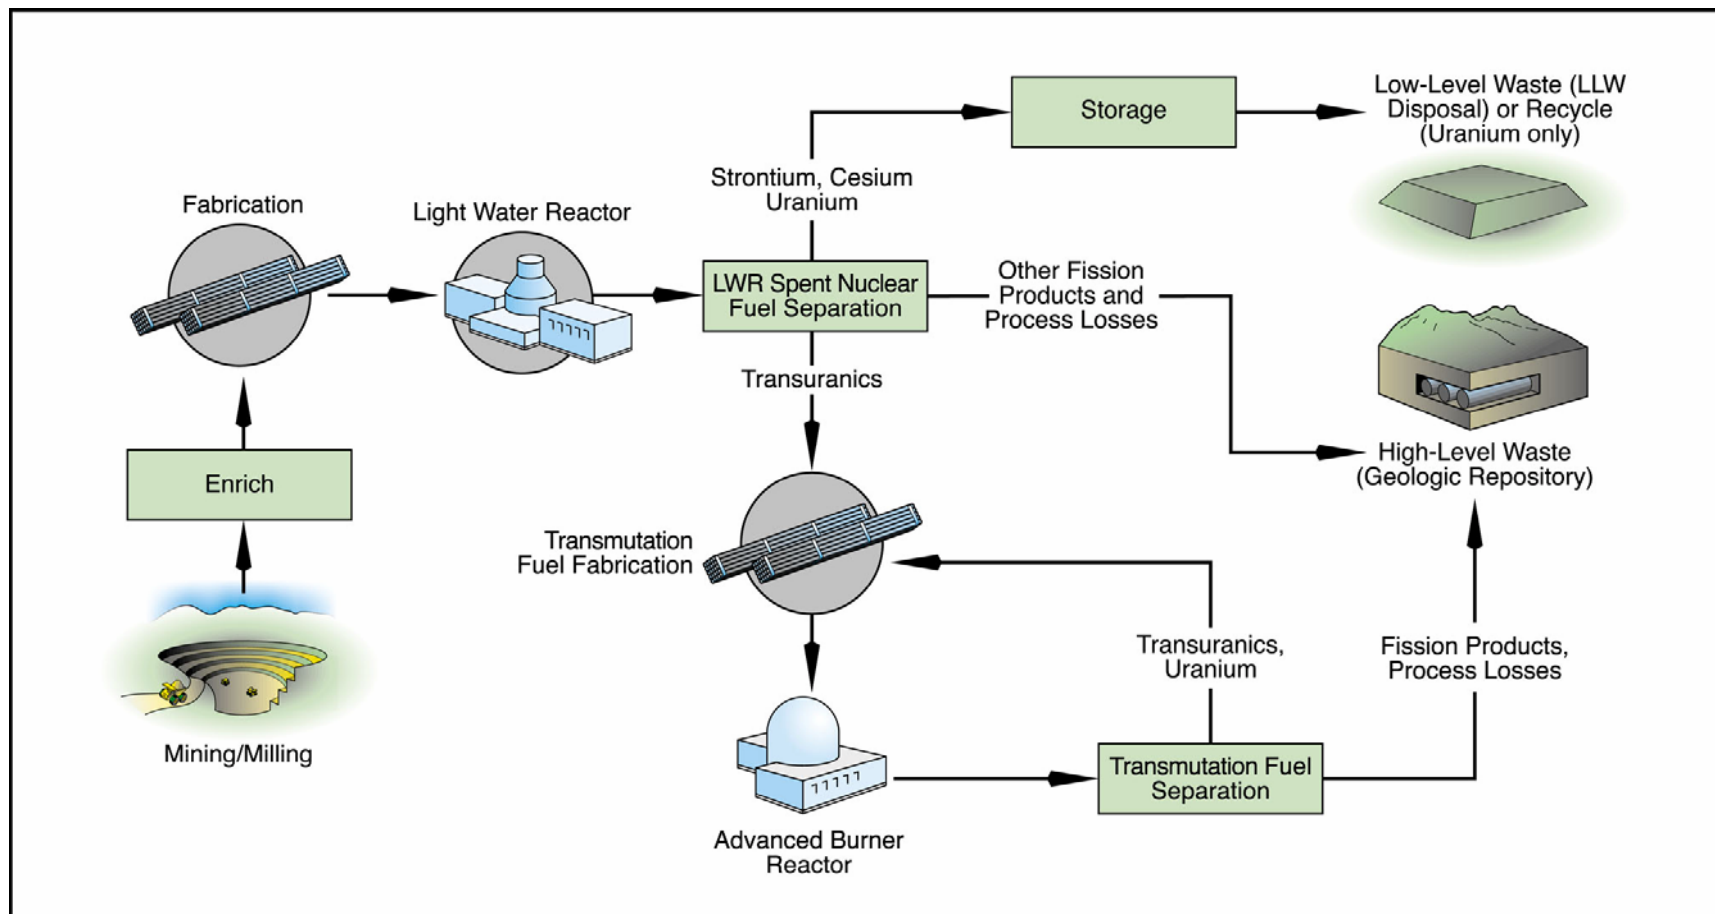 Low-Level Waste (LLW
Disposal) or Recycle
(Uranium only)
Storage
Strontium, Cesium
Uranium
Fabrication
Light Water Reactor
LWR Spent Nuclear
Fuel Separation
Other Fission
Products and
Process Losses
Transuranics
Enrich
High-Level Waste
(Geologic Repository)
Transmutation
Fuel Fabrication
Transuranics,
Uranium
Fission Products,
Process Losses
Mining/Milling
Transmutation Fuel
Separation
Advanced Burner
Reactor